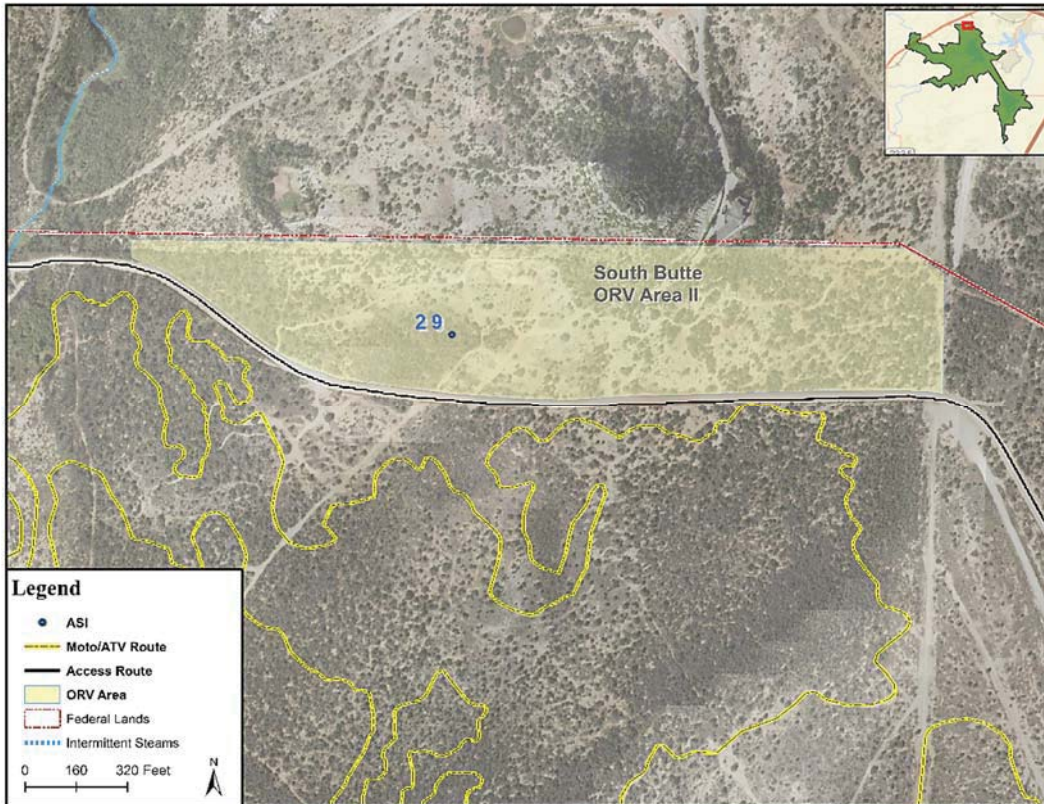 South Butte
ORV Area II
29
Legend
ASI
Moto/ATV Route
Access Route
ORV Area
Federal Lands
Intermittent Steams
0 160 320 Feet
N